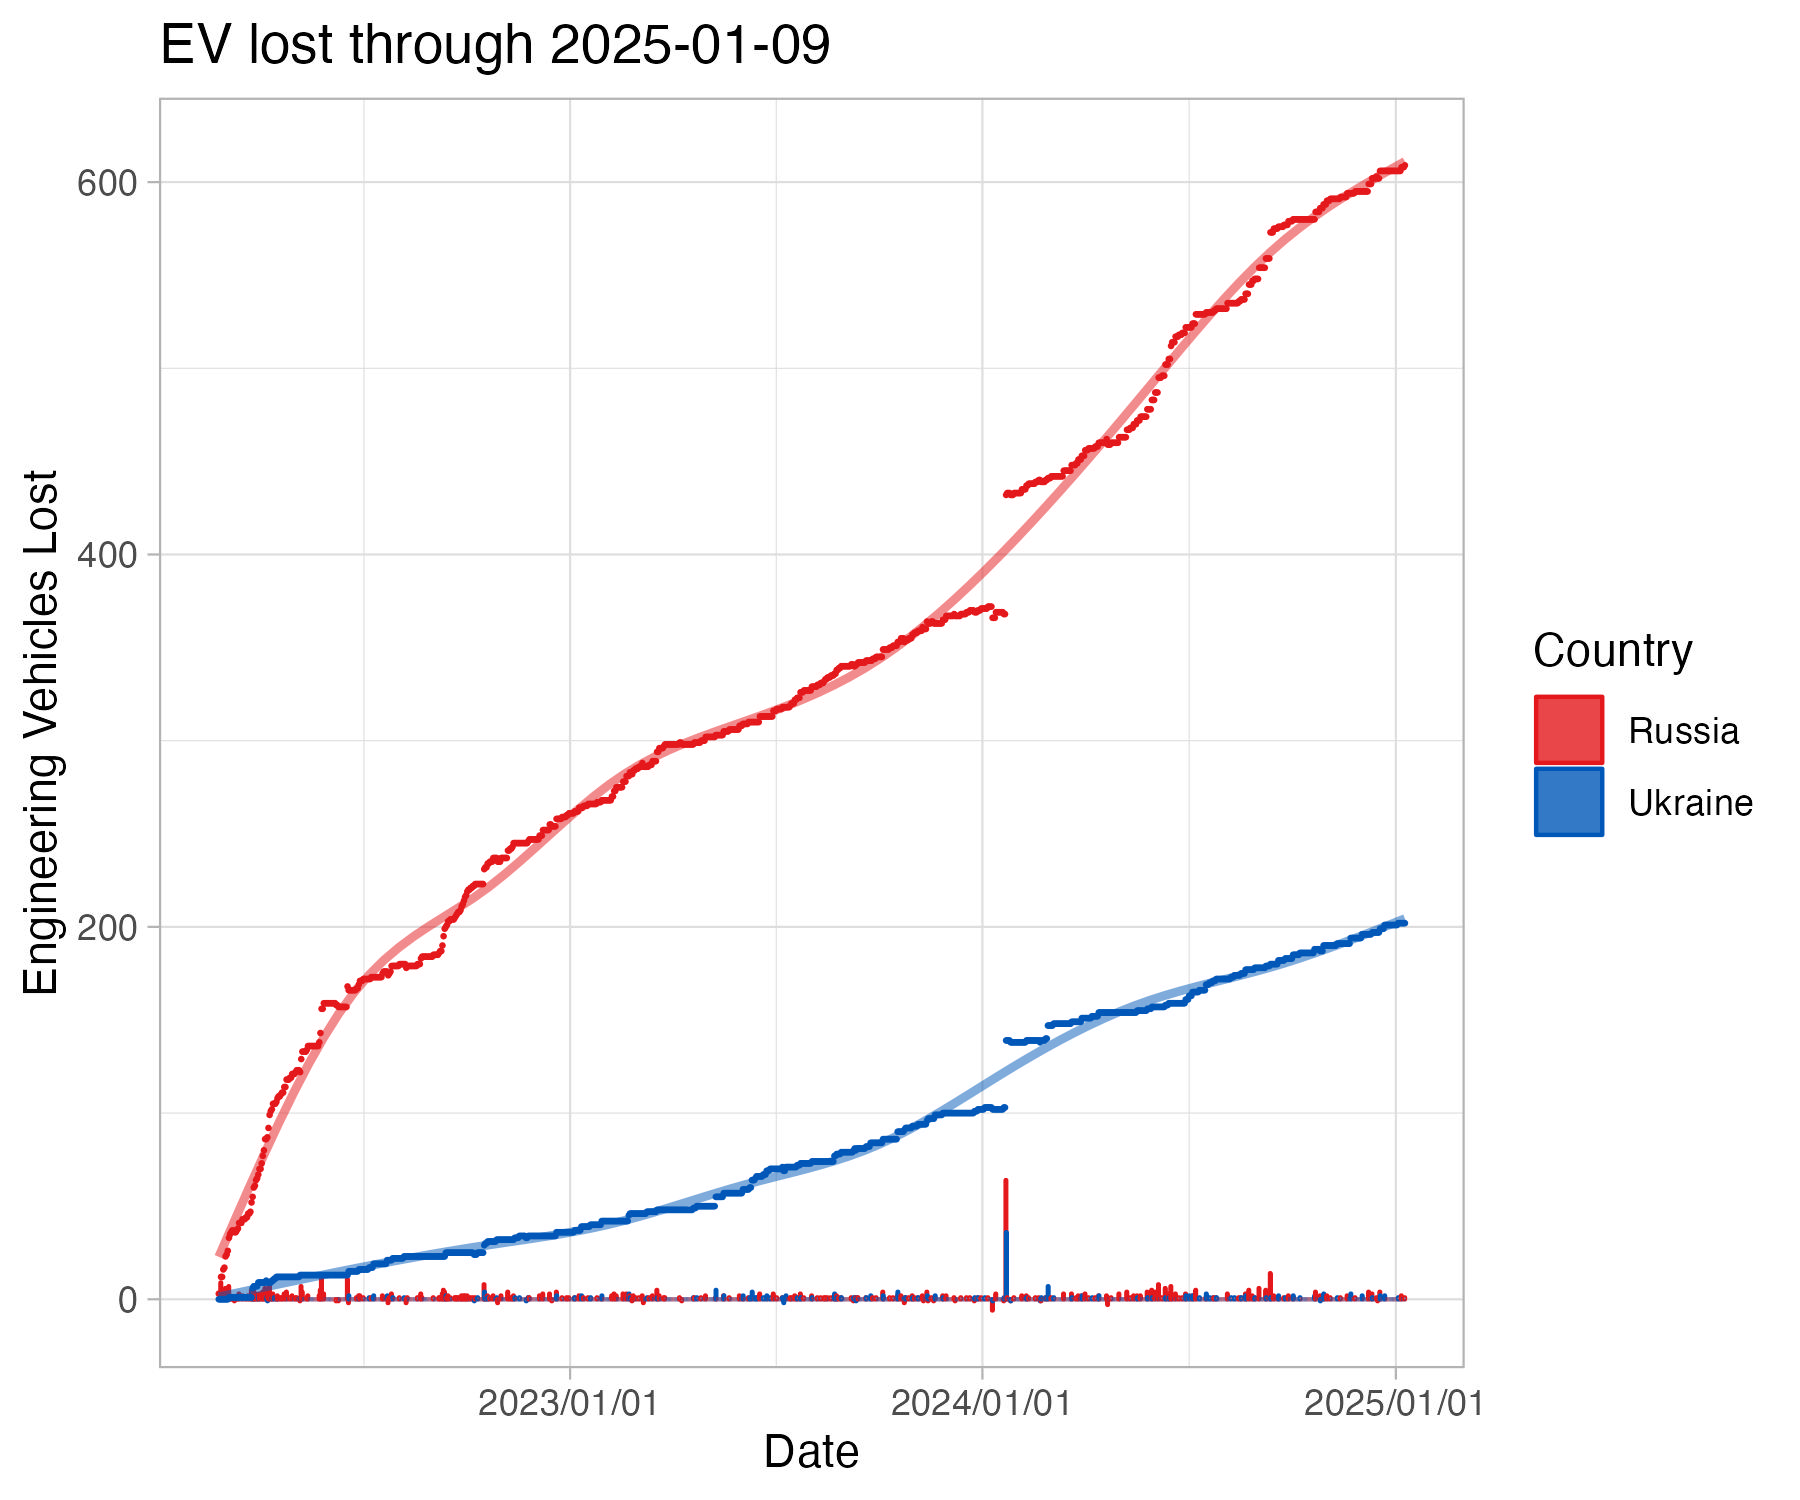 EV lost through 2025-01-09
Engineering Vehicles Lost
600
400
200
0
2023/01/01
2024/01/01
2025/01/01
Date
Country
Russia
Ukraine